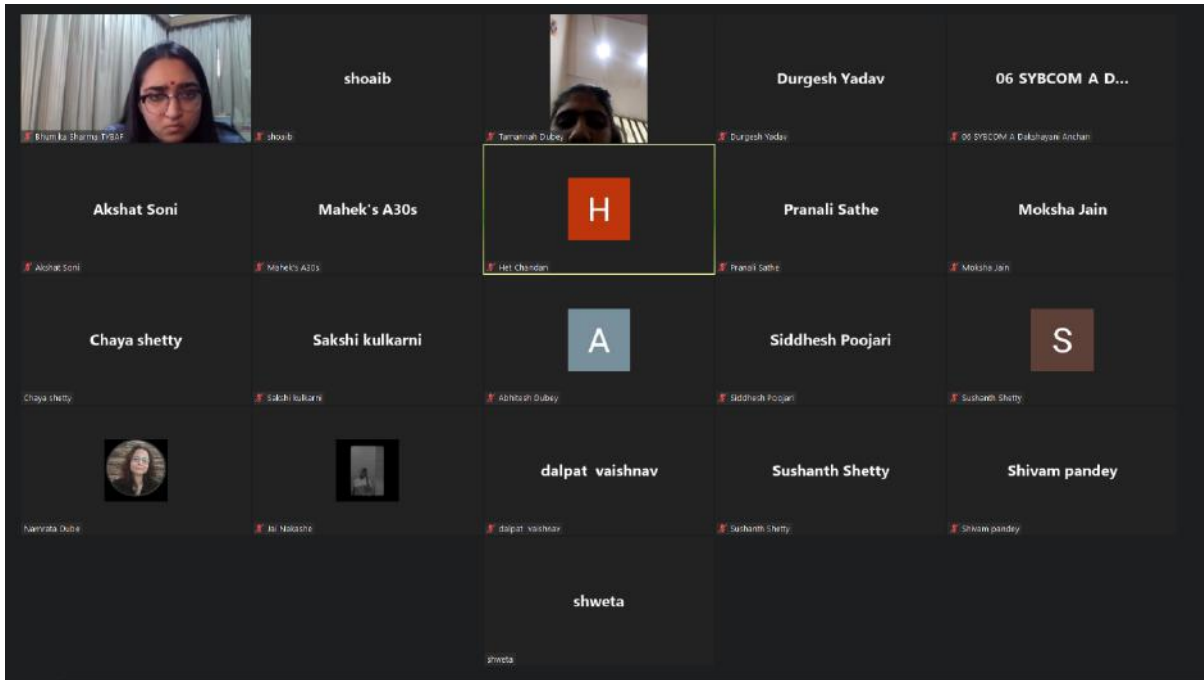 Bhumika Sharma TYBAF
shoaib
shoaib
Tamannah Dubey
Durgesh Yadav
Durgesh Yadav
06 SYBCOM A D...
06 SYBCOM A Dakshayani Anchan
Akshat Soni
Akshat Soni
Mahek's A30s
Mahek's A30s
H
Het Chandan
Pranali Sathe
Pranali Sathe
Moksha Jain
Moksha Jain
Chaya shetty
Chaya shetty
Sakshi kulkarni
Sakshi kulkarni
A
Abhitesh Dubey
Siddhesh Poojari
Siddhesh Poojari
S
Sushanth Shetty
Namrata Dube
Jai Nakashe
dalpat vaishnav
dalpat vaishnav
Sushanth Shetty
Sushanth Shetty
Shivam pandey
Shivam pandey
shweta
shweta